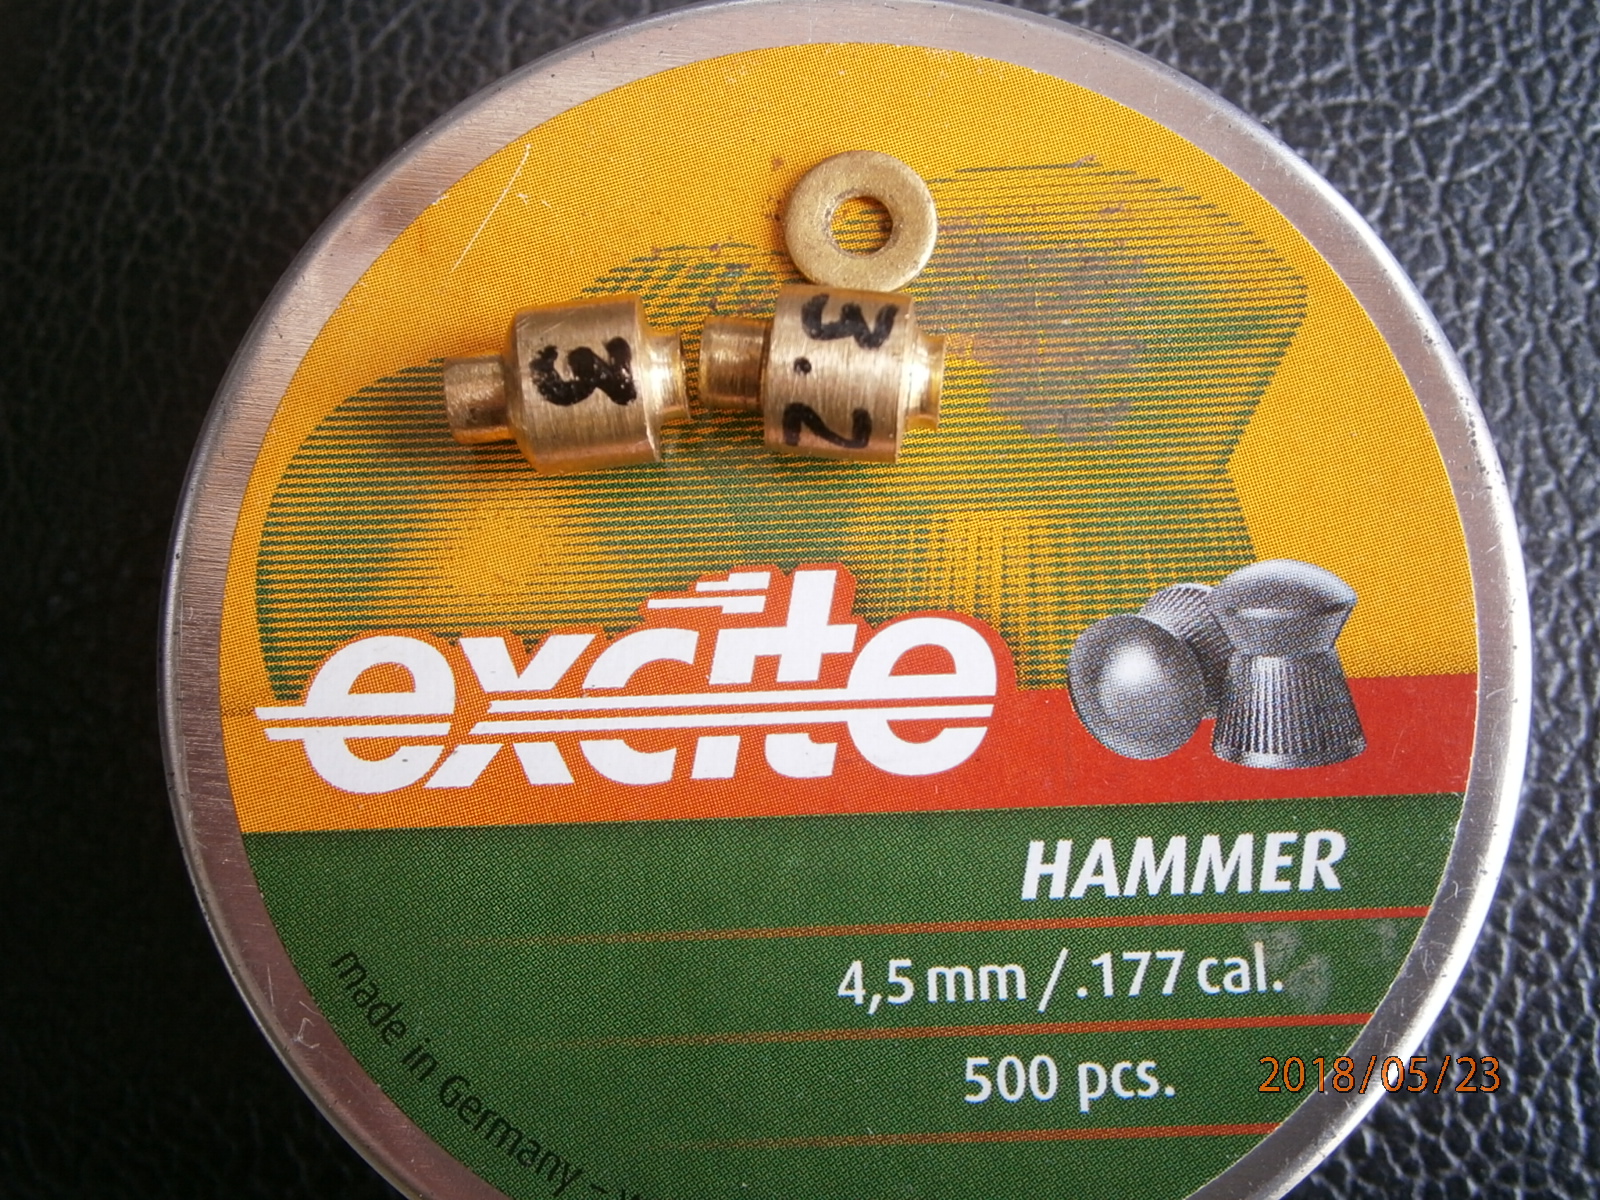 3
3.2
excite
HAMMER
4,5 mm / .177 cal.
500 pcs.
made in Germany –
2018/05/23